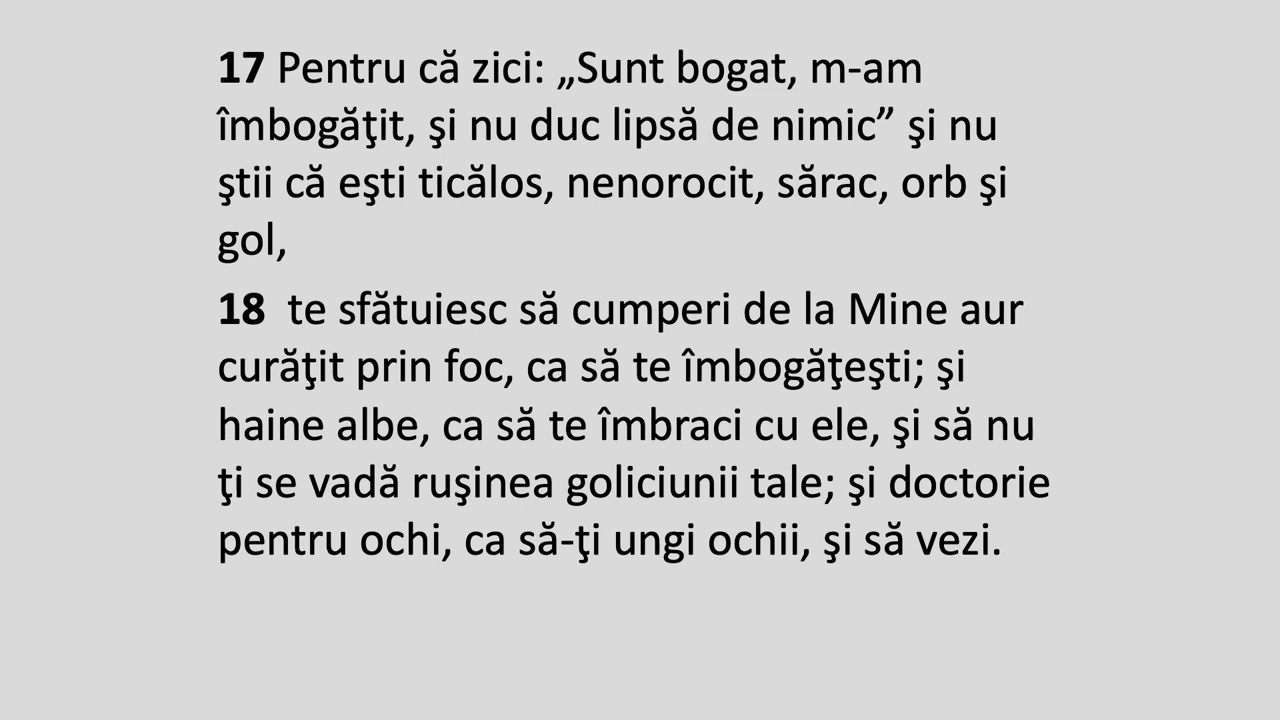 17 Pentru că zici: „Sunt bogat, m-am
îmbogăţit, şi nu duc lipsă de nimic” şi nu
ştii că eşti ticălos, nenorocit, sărac, orb şi
gol,
18  te sfătuiesc să cumperi de la Mine aur
curăţit prin foc, ca să te îmbogăţeşti; şi
haine albe, ca să te îmbraci cu ele, şi să nu
ţi se vadă ruşinea goliciunii tale; şi doctorie
pentru ochi, ca să-ţi ungi ochii, şi să vezi.